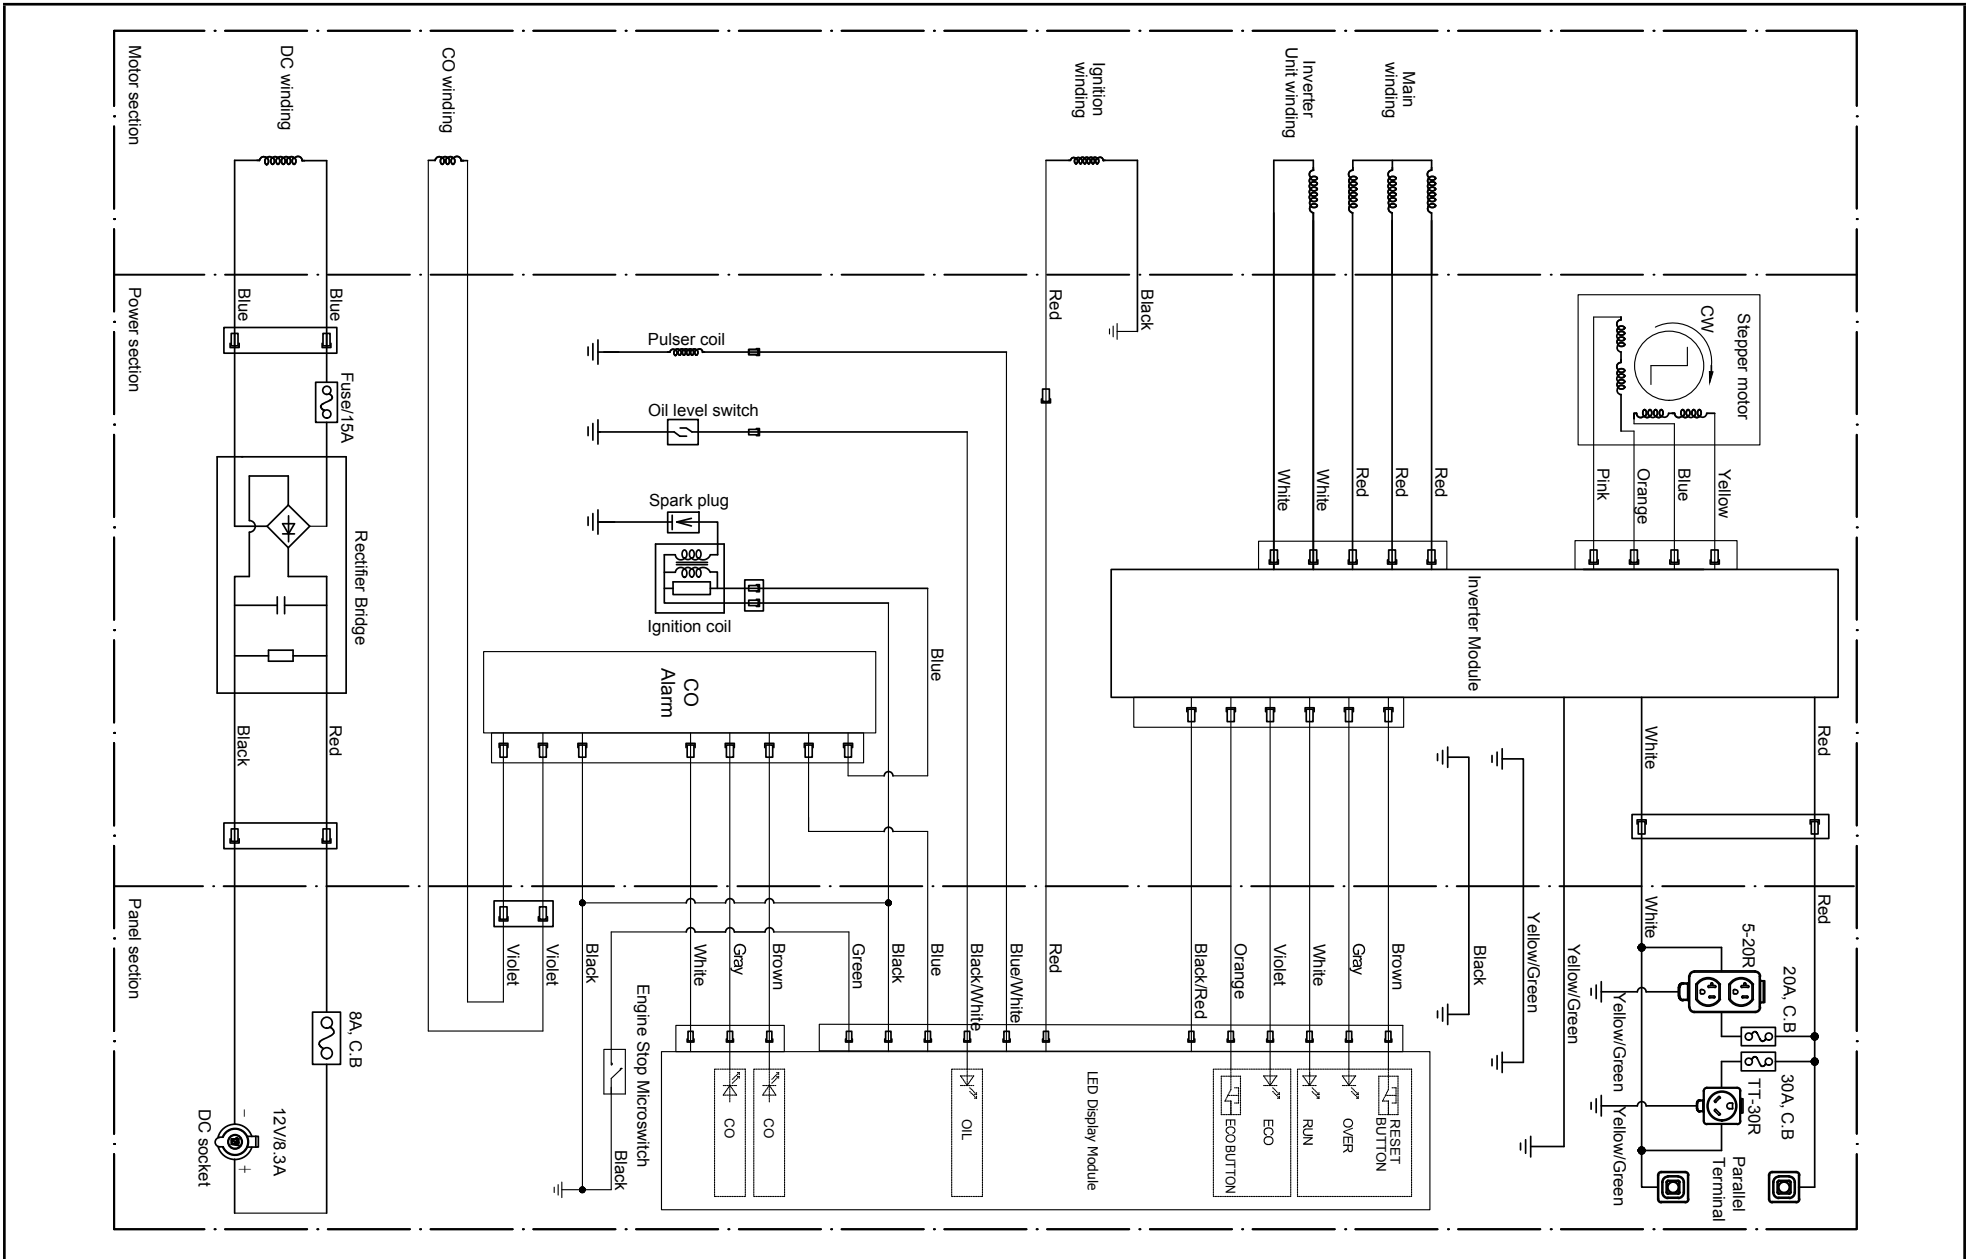 Motor section
DC winding
CO winding
Ignition
winding
Inverter
Unit winding
Main
winding
Power section
Blue
Blue
Fuse/15A
Rectifier Bridge
Black
Red
Pulser coil
Oil level switch
Spark plug
Ignition coil
Blue
CO
Alarm
Red
Black
White
White
Red
Red
Red
Stepper motor
CW
Pink
Orange
Blue
Yellow
Inverter Module
White
Red
Panel section
8A, C.B
12V/8.3A
DC socket
-
+
Violet
Violet
Black
White
Gray
Brown
Green
Black
Blue
Black/White
Blue/White
Red
Black/Red
Orange
Violet
White
Gray
Brown
Black
Yellow/Green
Yellow/Green
White
Red
Engine Stop Microswitch
Black
CO
CO
OIL
LED Display Module
ECO BUTTON
ECO
RUN
OVER
RESET
BUTTON
5-20R
20A, C.B
Yellow/Green
30A, C.B
TT-30R
Yellow/Green
Parallel
Terminal